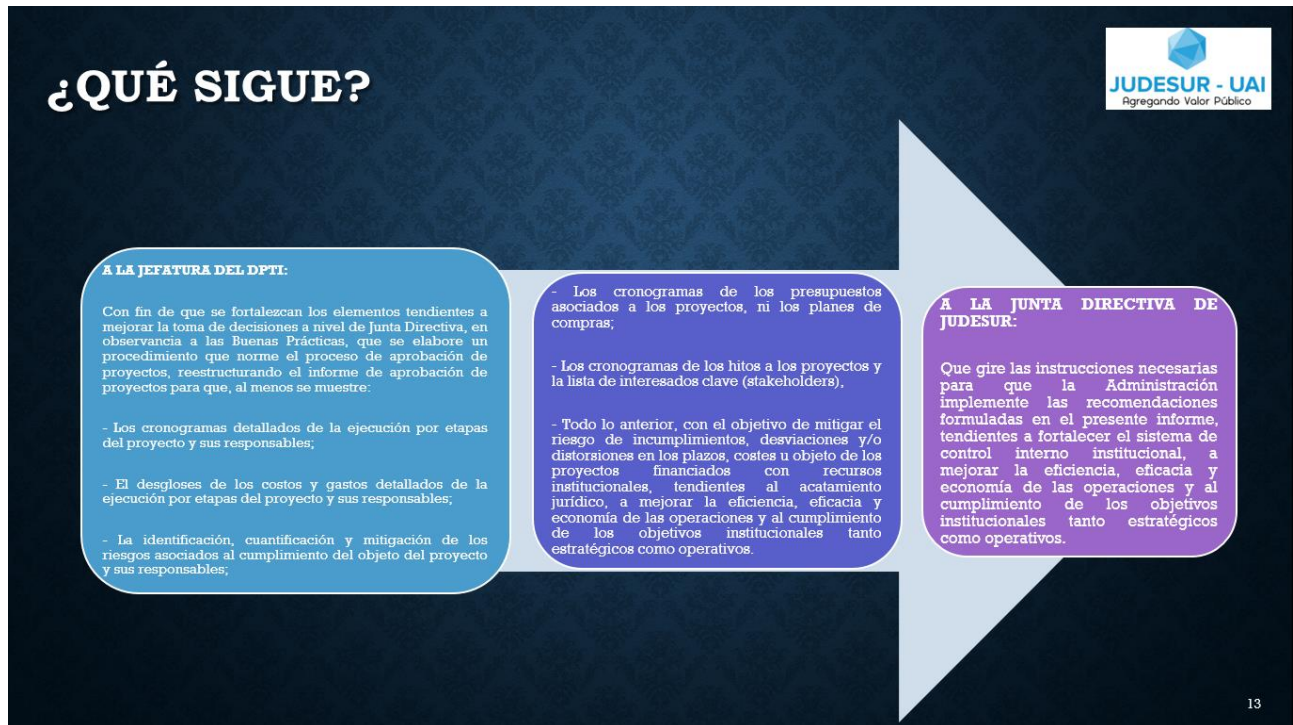 ¿QUÉ SIGUE?
JUDESUR - UAI
Agregando Valor Público
A LA JEFATURA DEL DPTI:
Con fin de que se fortalezcan los elementos tendientes a
mejorar la toma de decisiones a nivel de Junta Directiva, en
observancia a las Buenas Prácticas, que se elabore un
procedimiento que norme el proceso de aprobación de
proyectos, reestructurando el informe de aprobación de
proyectos para que, al menos se muestre:
- Los cronogramas detallados de la ejecución por etapas
del proyecto y sus responsables;
- El desgloses de los costos y gastos detallados de la
ejecución por etapas del proyecto y sus responsables;
- La identificación, cuantificación y mitigación de los
riesgos asociados al cumplimiento del objeto del proyecto
y sus responsables;
- Los cronogramas de los presupuestos
asociados a los proyectos, ni los planes de
compras;
- Los cronogramas de los hitos a los proyectos y
la lista de interesados clave (stakeholders),
- Todo lo anterior, con el objetivo de mitigar el
riesgo de incumplimientos, desviaciones y/o
distorsiones en los plazos, costes u objeto de los
proyectos financiados con recursos
institucionales, tendientes al acatamiento
jurídico, a mejorar la eficiencia, eficacia y
economía de las operaciones y al cumplimiento
de los objetivos institucionales tanto
estratégicos como operativos.
A LA JUNTA DIRECTIVA DE
JUDESUR:
Que gire las instrucciones necesarias
para que la Administración
implemente las recomendaciones
formuladas en el presente informe,
tendientes a fortalecer el sistema de
control interno institucional, a
mejorar la eficiencia, eficacia y
economía de las operaciones y al
cumplimiento de los objetivos
institucionales tanto estratégicos
como operativos.
13